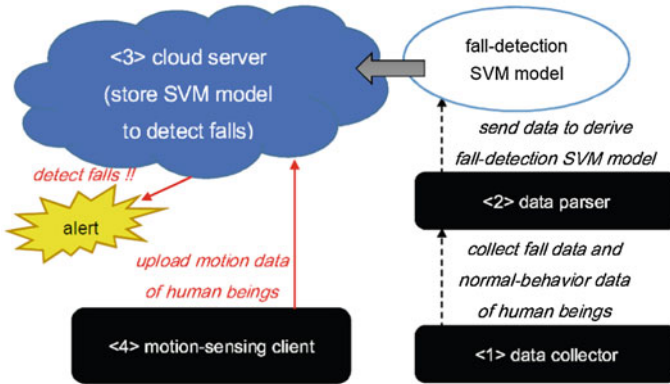 <3> cloud server
(store SVM model
to detect falls)
fall-detection
SVM model
send data to derive
fall-detection SVM model
detect falls !!
alert
<2> data parser
upload motion data
of human beings
collect fall data and
normal-behavior data
of human beings
<4> motion-sensing client
<1> data collector